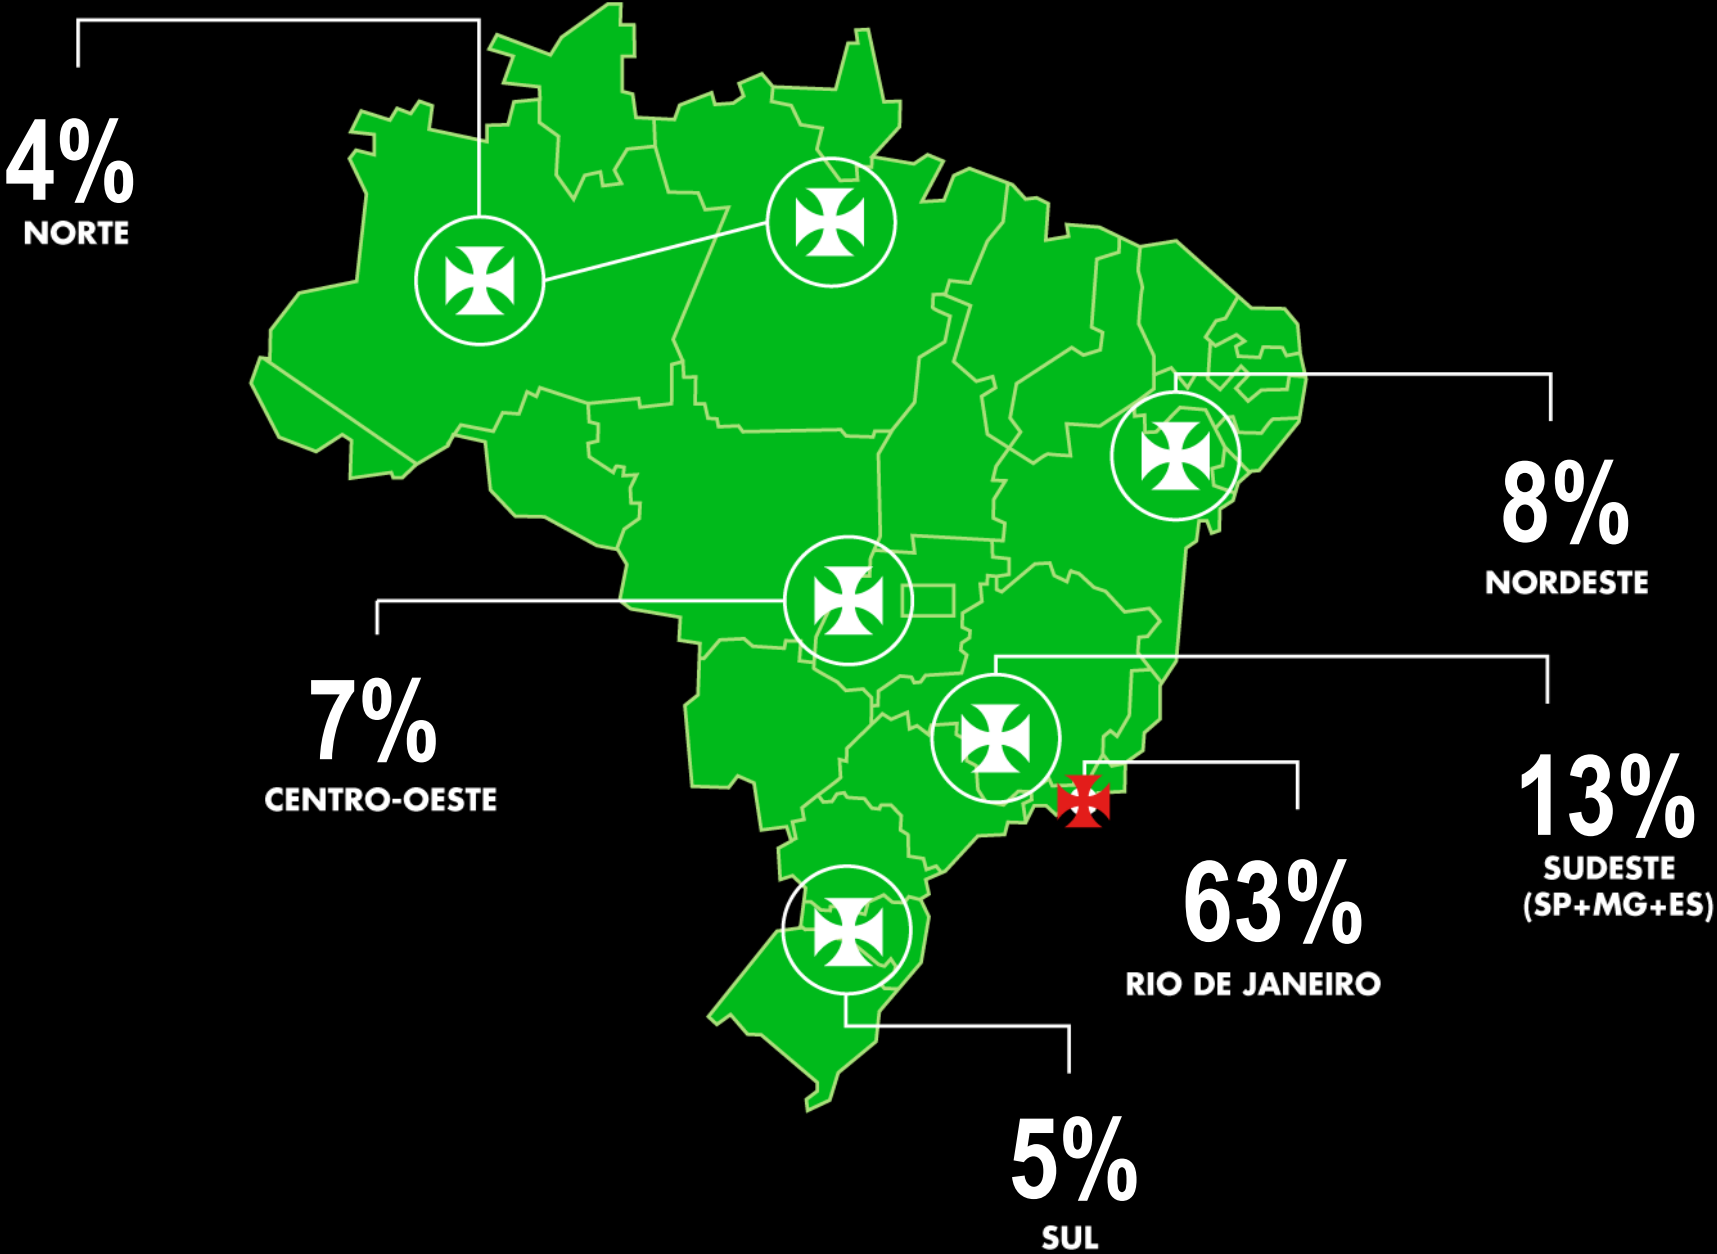 4%
NORTE
8%
NORDESTE
7%
CENTRO-OESTE
13%
SUDESTE
(SP+MG+ES)
63%
RIO DE JANEIRO
5%
SUL